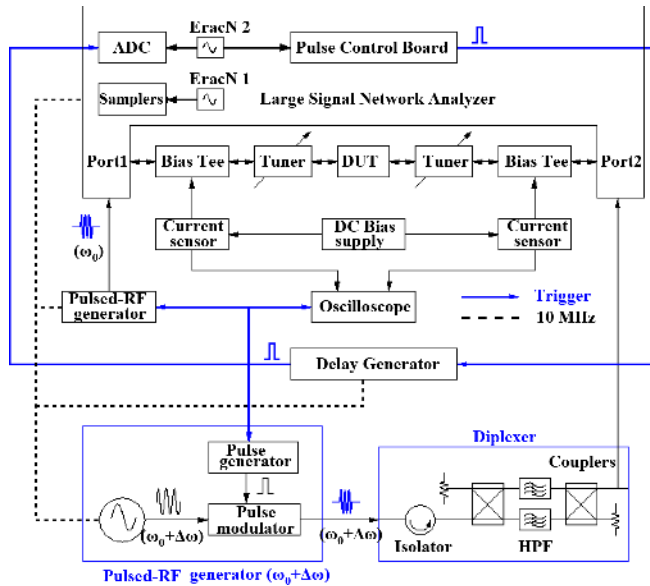 EracN 2
ADC
Pulse Control Board
EracN 1
Samplers
Large Signal Network Analyzer
Port1
Bias Tee
Tuner
DUT
Tuner
Bias Tee
Port2
Current
sensor
DC Bias
supply
Current
sensor
(ω₀)
Pulsed-RF
generator
Oscilloscope
Trigger
10 MHz
Delay Generator
Diplexer
Pulse
generator
Couplers
Pulse
modulator
(ω₀+Δω)
(ω₀+Δω)
Isolator
HPF
Pulsed-RF generator (ω₀+Δω)